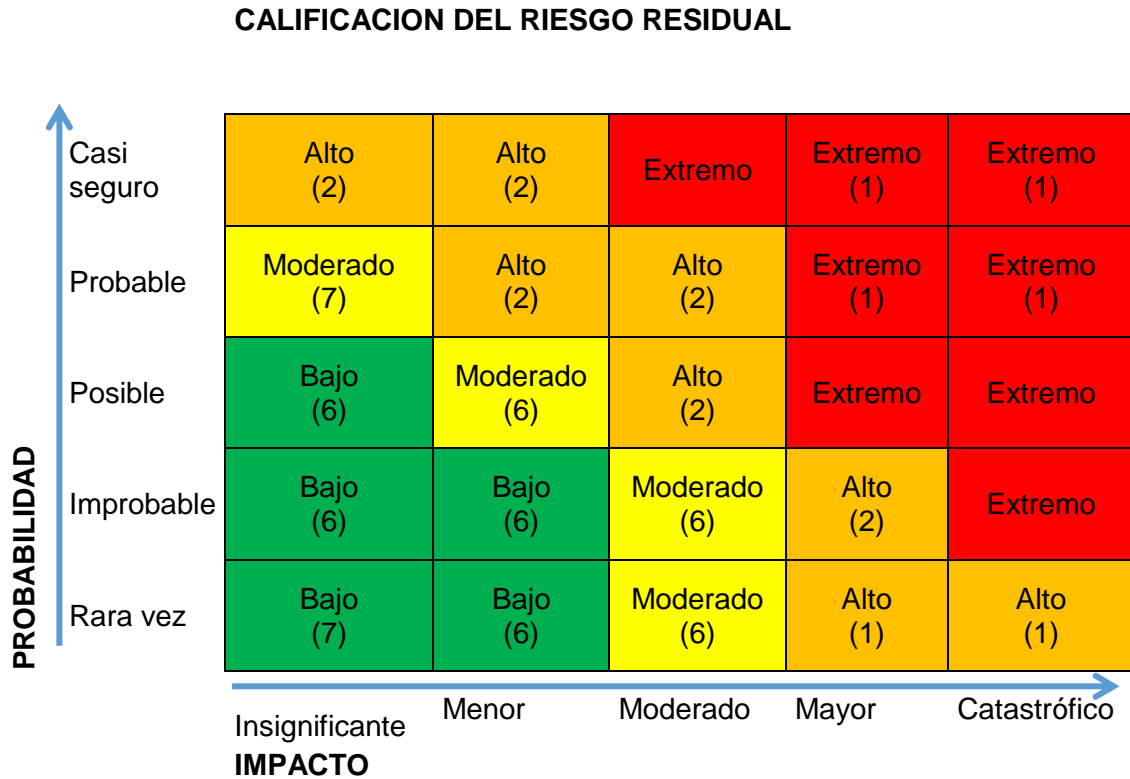 CALIFICACION DEL RIESGO RESIDUAL
Casi
seguro
Alto
(2)
Alto
(2)
Extremo
Extremo
(1)
Extremo
(1)
Probable
Moderado
(7)
Alto
(2)
Alto
(2)
Extremo
(1)
Extremo
(1)
Posible
Bajo
(6)
Moderado
(6)
Alto
(2)
Extremo
Extremo
Improbable
Bajo
(6)
Bajo
(6)
Moderado
(6)
Alto
(2)
Extremo
Rara vez
Bajo
(7)
Bajo
(6)
Moderado
(6)
Alto
(1)
Alto
(1)
PROBABILIDAD
Insignificante
Menor
Moderado
Mayor
Catastrófico
IMPACTO